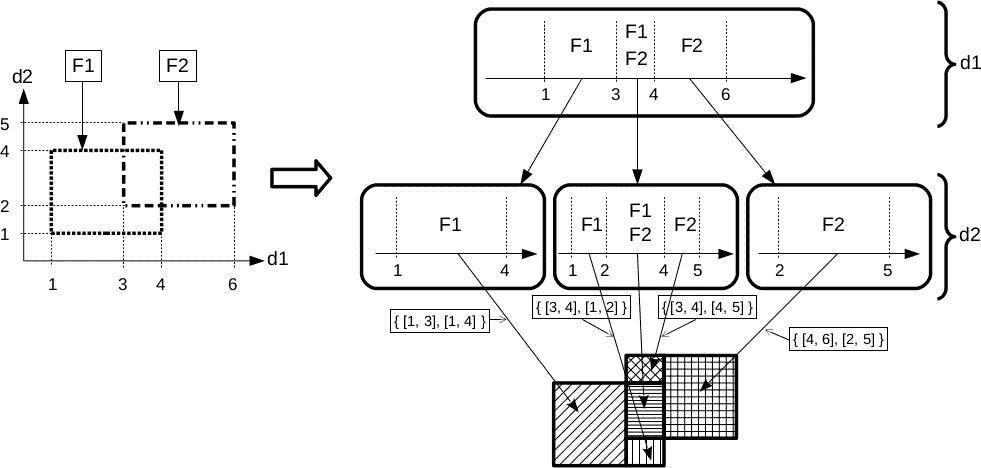 F1 F2
d2
5
4
2
1
d1
1 3 4 6
F1 F1 F2
F2
1 3 4 6
d1
F1
1 4
F1 F1 F2
F2
1 2 4 5
F2
2 5
d2
{ [1, 3], [1, 4] }
{ [3, 4], [1, 2] }
{ [3, 4], [4, 5] }
{ [4, 6], [2, 5] }